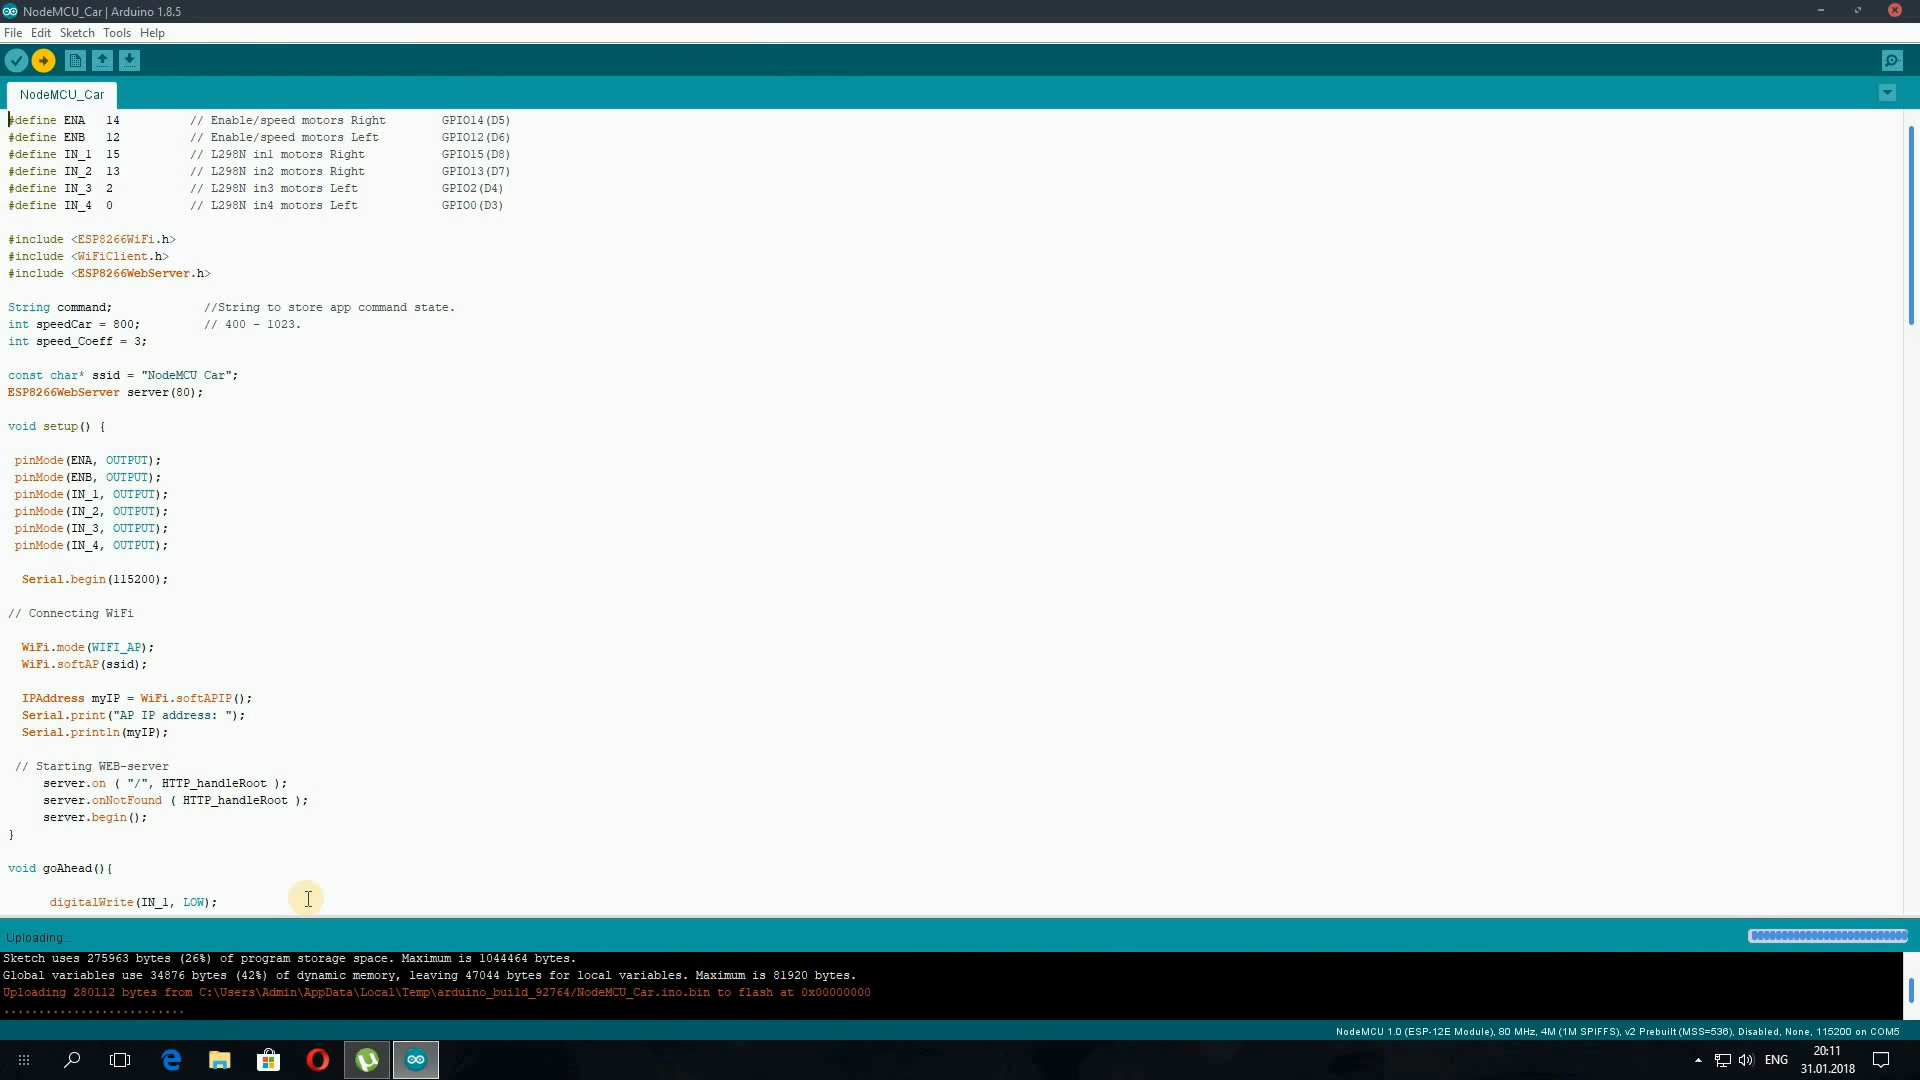 NodeMCU_Car | Arduino 1.8.5
File Edit Sketch Tools Help
NodeMCU_Car
#define ENA 14 // Enable/speed motors Right GPIO14(D5)
#define ENB 12 // Enable/speed motors Left GPIO12(D6)
#define IN_1 15 // L298N in1 motors Right GPIO15(D8)
#define IN_2 13 // L298N in2 motors Right GPIO13(D7)
#define IN_3 2 // L298N in3 motors Left GPIO2(D4)
#define IN_4 0 // L298N in4 motors Left GPIO0(D3)
#include <ESP8266WiFi.h>
#include <WiFiClient.h>
#include <ESP8266WebServer.h>
String command; //String to store app command state.
int speedCar = 800; // 400 - 1023.
int speed_Coeff = 3;
const char* ssid = "NodeMCU Car";
ESP8266WebServer server(80);
void setup() {
pinMode(ENA, OUTPUT);
pinMode(ENB, OUTPUT);
pinMode(IN_1, OUTPUT);
pinMode(IN_2, OUTPUT);
pinMode(IN_3, OUTPUT);
pinMode(IN_4, OUTPUT);
Serial.begin(115200);
// Connecting WiFi
WiFi.mode(WIFI_AP);
WiFi.softAP(ssid);
IPAddress myIP = WiFi.softAPIP();
Serial.print("AP IP address: ");
Serial.println(myIP);
// Starting WEB-server
server.on ( "/", HTTP_handleRoot );
server.onNotFound ( HTTP_handleRoot );
server.begin();
}
void goAhead(){
digitalWrite(IN_1, LOW);
Uploading...
Sketch uses 275963 bytes (26%) of program storage space. Maximum is 1044464 bytes.
Global variables use 34876 bytes (42%) of dynamic memory, leaving 47044 bytes for local variables. Maximum is 81920 bytes.
Uploading 280112 bytes from C:\Users\Admin\AppData\Local\Temp\arduino_build_92764/NodeMCU_Car.ino.bin to flash at 0x00000000
..........................
NodeMCU 1.0 (ESP-12E Module), 80 MHz, 4M (1M SPIFFS), v2 Prebuilt (MSS=536), Disabled, None, 115200 on COM5
ENG
20:11
31.01.2018